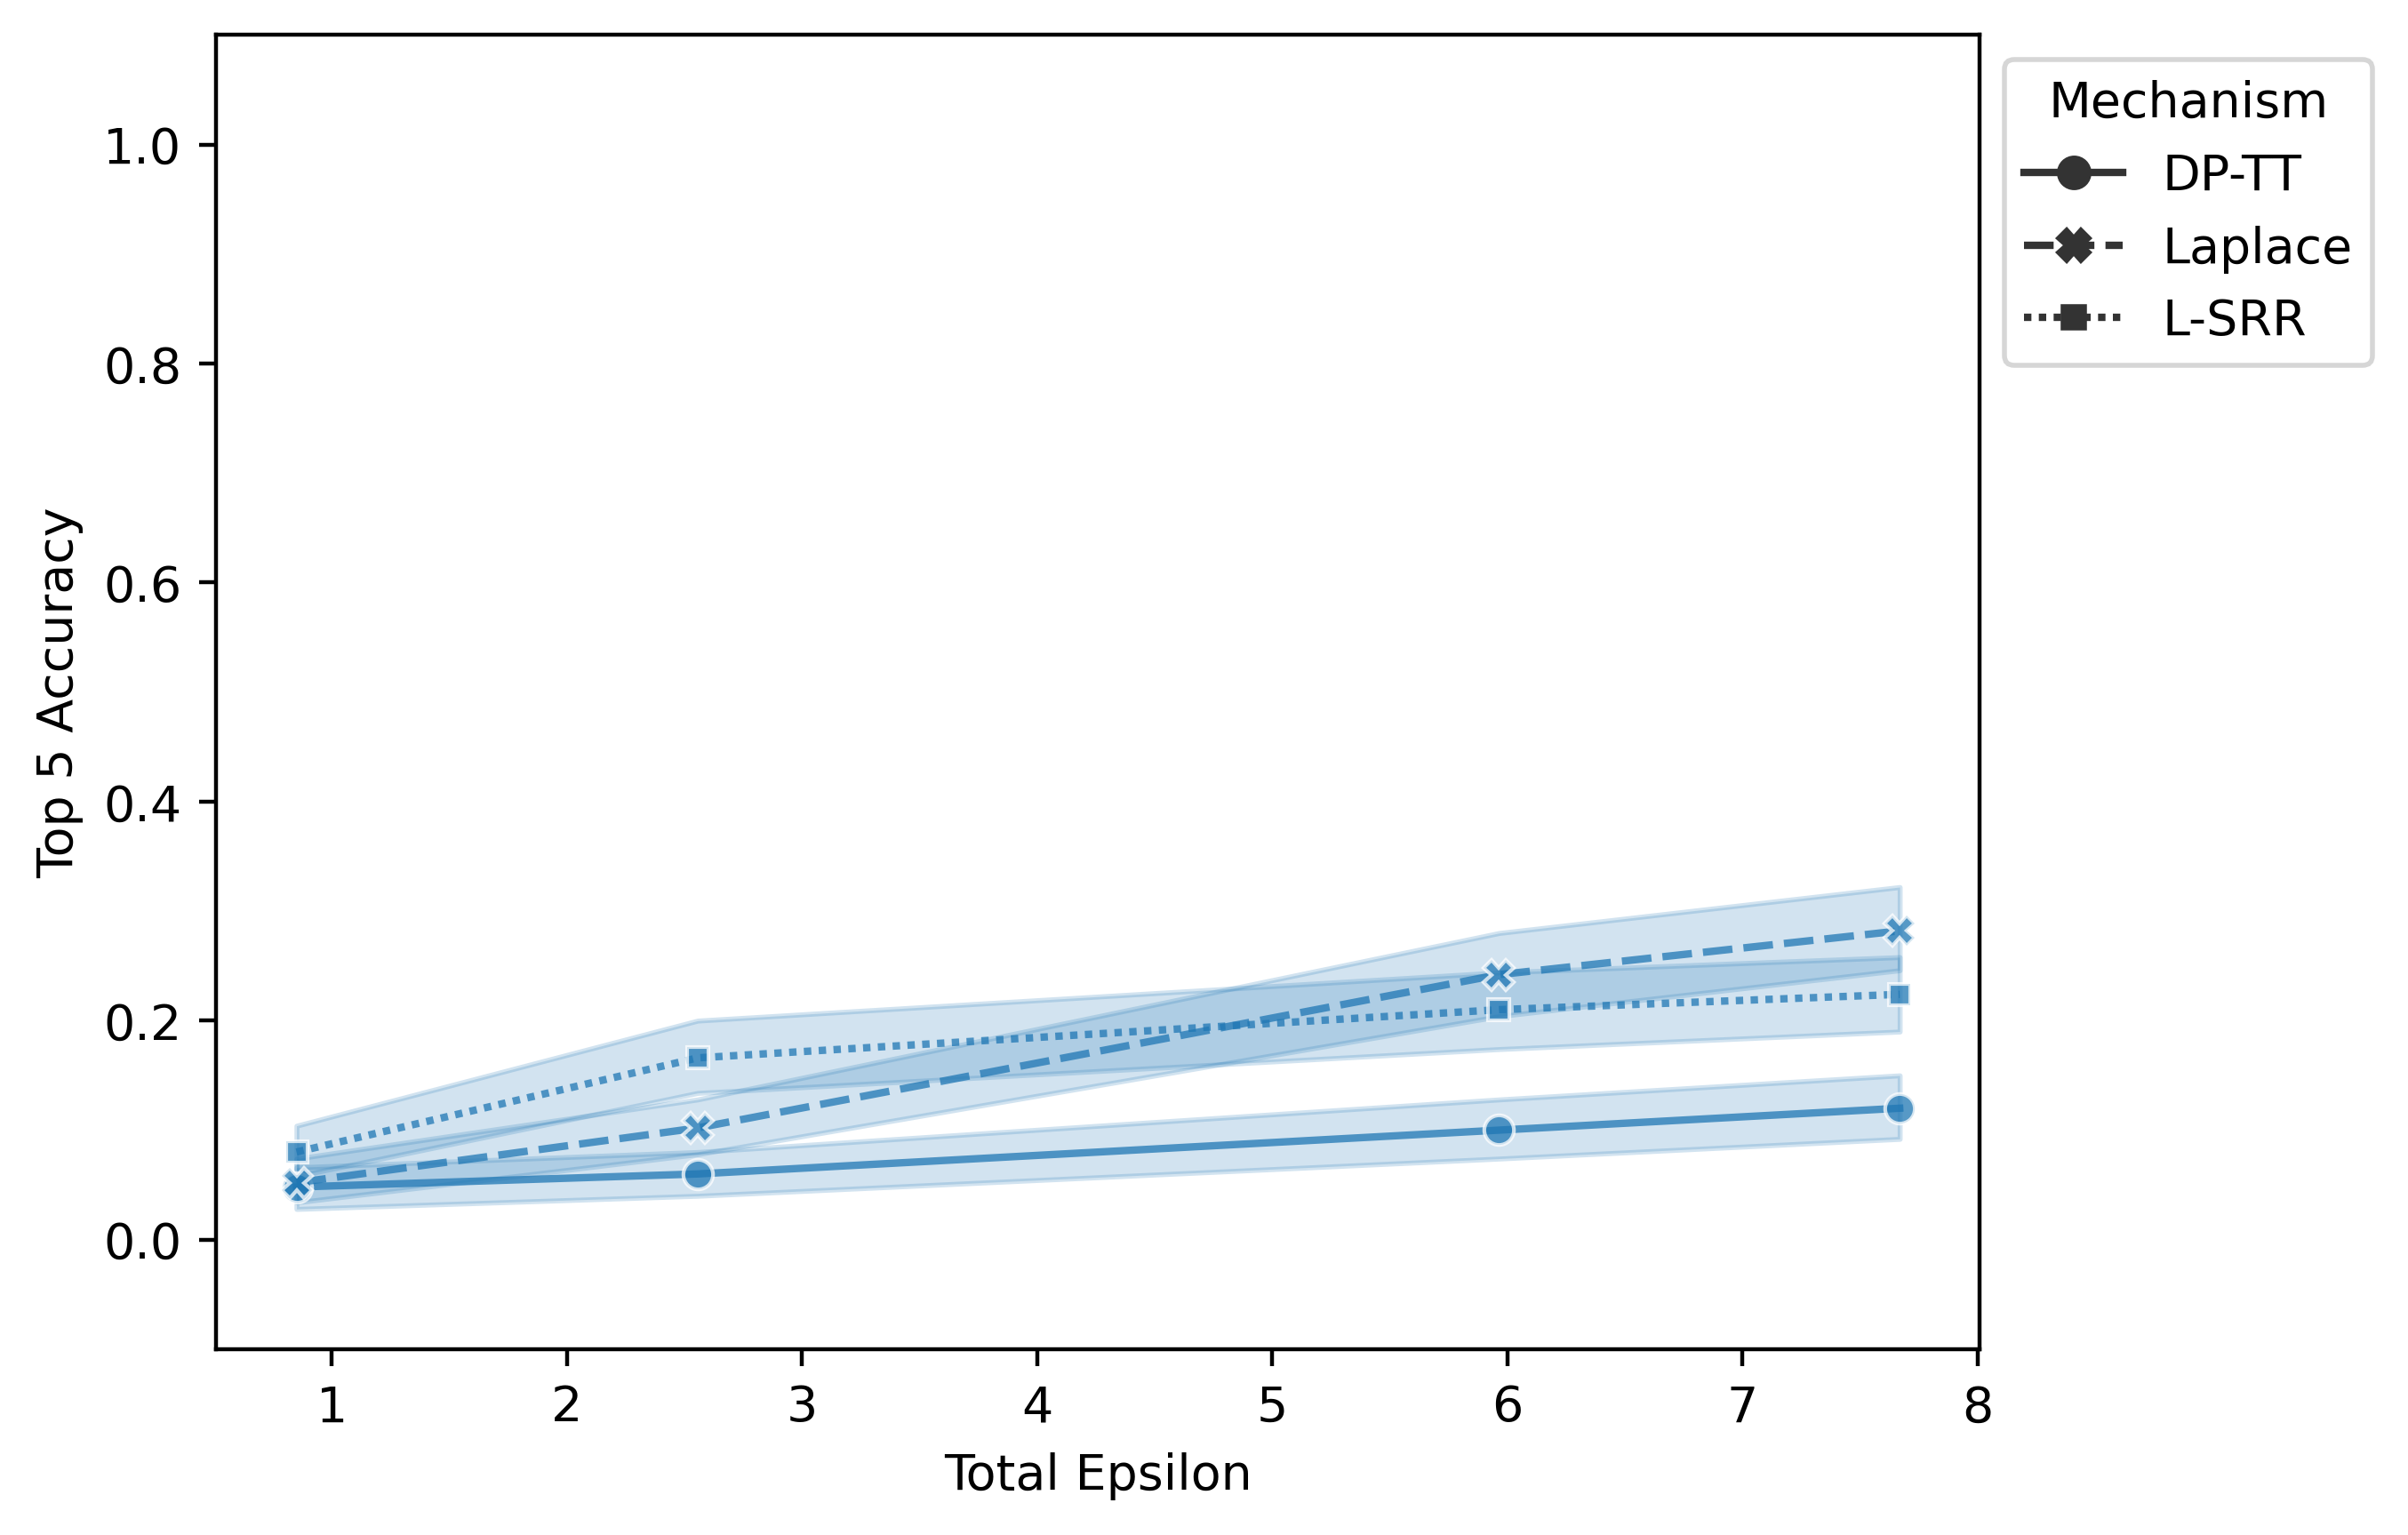 Mechanism
DP-TT
Laplace
L-SRR
Top 5 Accuracy
1.0
0.8
0.6
0.4
0.2
0.0
1 2 3 4 5 6 7 8
Total Epsilon